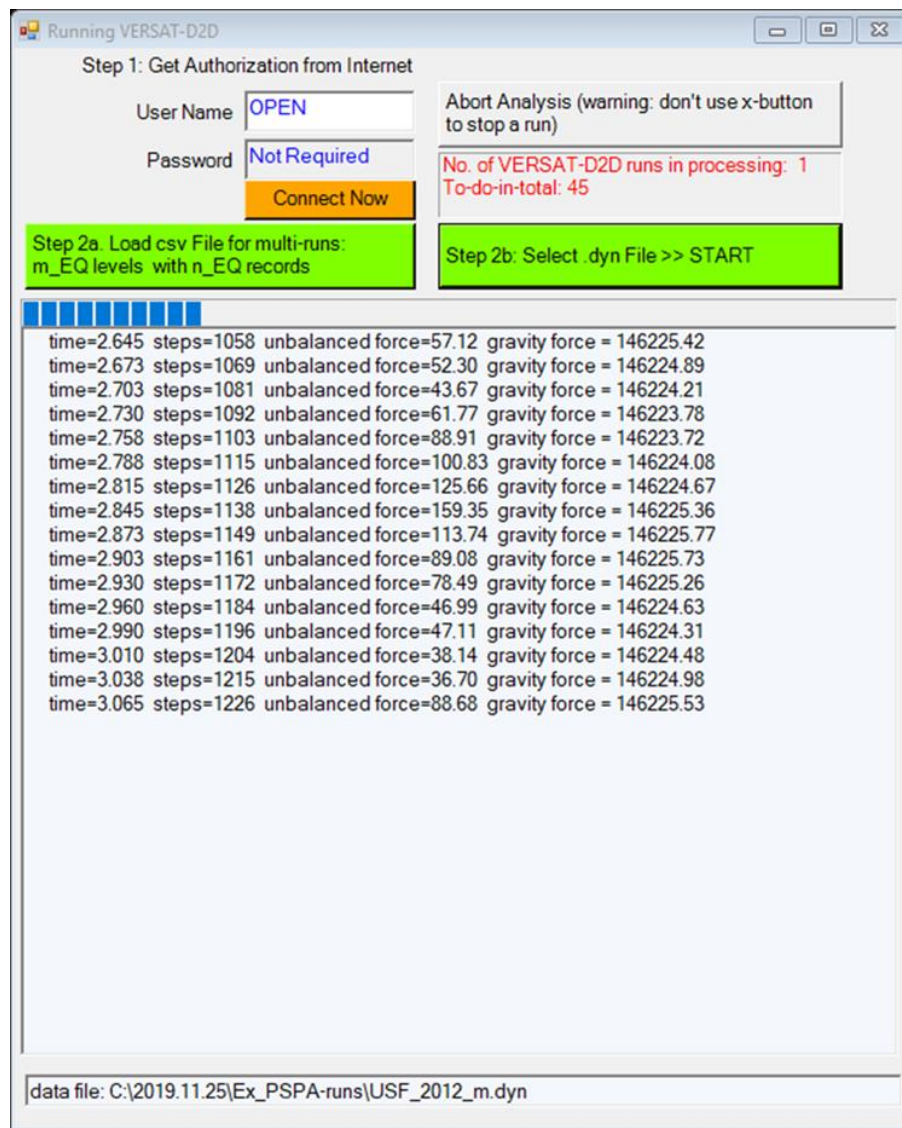 Running VERSAT-D2D
Step 1: Get Authorization from Internet
User Name OPEN
Password Not Required
Connect Now
Abort Analysis (warning: don't use x-button
to stop a run)
No. of VERSAT-D2D runs in processing: 1
To-do-in-total: 45
Step 2a. Load csv File for multi-runs:
m_EQ levels with n_EQ records
Step 2b: Select .dyn File >> START
time=2.645 steps=1058 unbalanced force=57.12 gravity force = 146225.42
time=2.673 steps=1069 unbalanced force=52.30 gravity force = 146224.89
time=2.703 steps=1081 unbalanced force=43.67 gravity force = 146224.21
time=2.730 steps=1092 unbalanced force=61.77 gravity force = 146223.78
time=2.758 steps=1103 unbalanced force=88.91 gravity force = 146223.72
time=2.788 steps=1115 unbalanced force=100.83 gravity force = 146224.08
time=2.815 steps=1126 unbalanced force=125.66 gravity force = 146224.67
time=2.845 steps=1138 unbalanced force=159.35 gravity force = 146225.36
time=2.873 steps=1149 unbalanced force=113.74 gravity force = 146225.77
time=2.903 steps=1161 unbalanced force=89.08 gravity force = 146225.73
time=2.930 steps=1172 unbalanced force=78.49 gravity force = 146225.26
time=2.960 steps=1184 unbalanced force=46.99 gravity force = 146224.63
time=2.990 steps=1196 unbalanced force=47.11 gravity force = 146224.31
time=3.010 steps=1204 unbalanced force=38.14 gravity force = 146224.48
time=3.038 steps=1215 unbalanced force=36.70 gravity force = 146224.98
time=3.065 steps=1226 unbalanced force=88.68 gravity force = 146225.53
data file: C:\2019.11.25\Ex_PSPA-runs\USF_2012_m.dyn